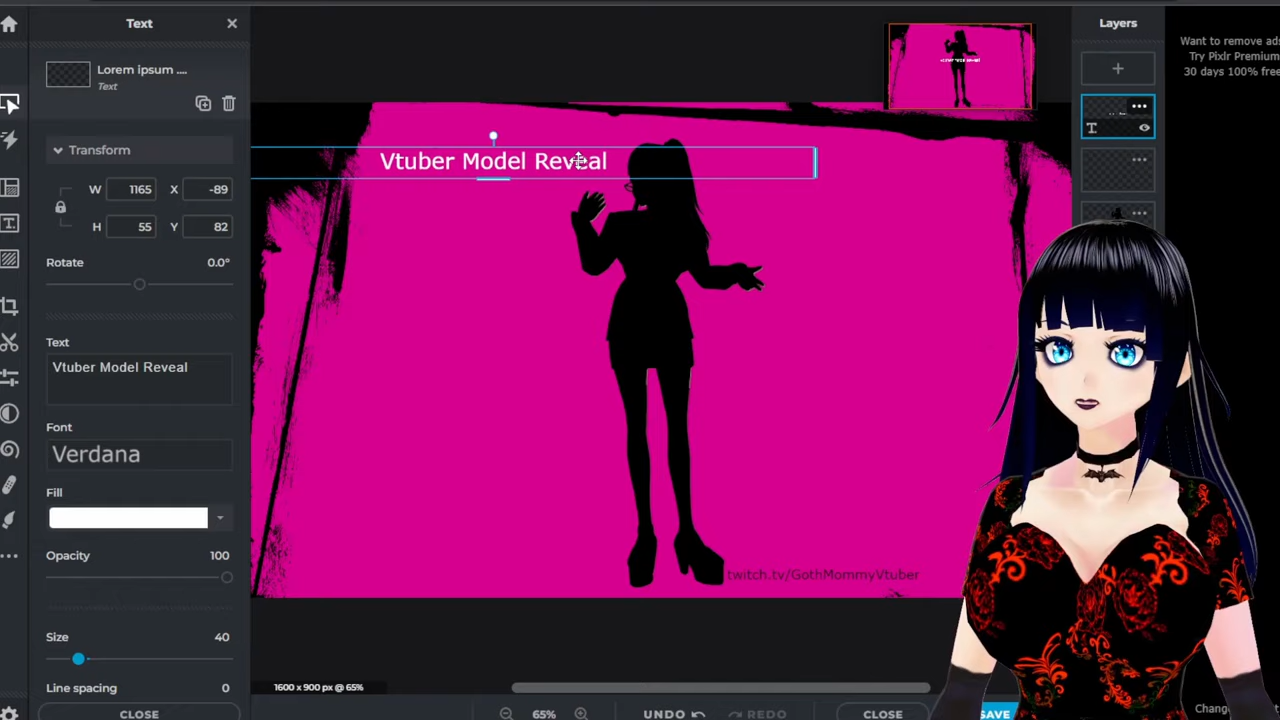 Text
Lorem ipsum ....
Text
Transform
W 1165 X -89
H 55 Y 82
Rotate 0.0°
Text
Vtuber Model Reveal
Font
Verdana
Fill
Opacity 100
Size 40
Line spacing 0
CLOSE
Vtuber Model Reveal
twitch.tv/GothMommyVtuber
1600 x 900 px @ 65%
65%
UNDO
REDO
CLOSE
SAVE
Layers
T
Want to remove ads
Try Pixlr Premium
30 days 100% free